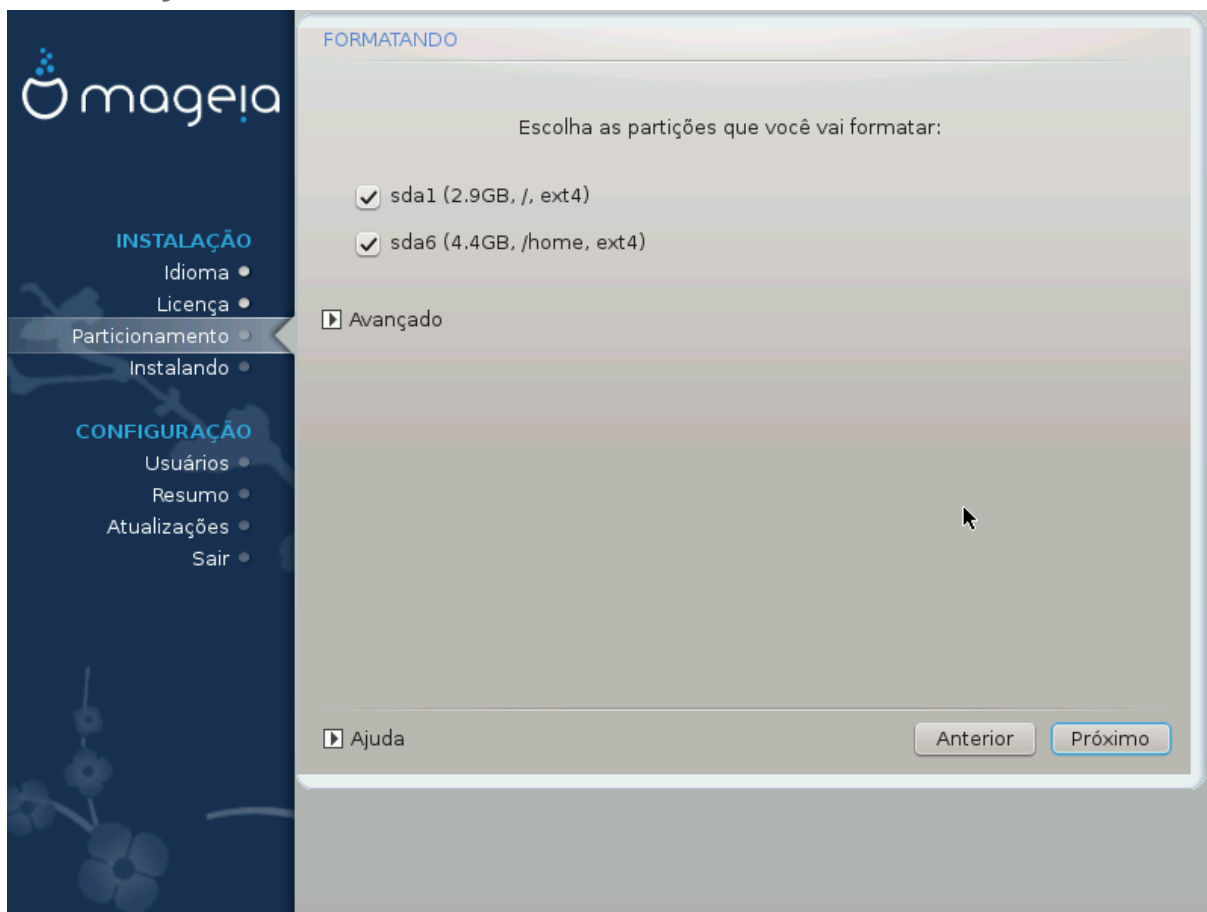 mageia
INSTALAÇÃO
Idioma
Licença
Particionamento
Instalando
CONFIGURAÇÃO
Usuários
Resumo
Atualizações
Sair
FORMATANDO
Escolha as partições que você vai formatar:
sda1 (2.9GB, /, ext4)
sda6 (4.4GB, /home, ext4)
Avançado
Ajuda
Anterior
Próximo